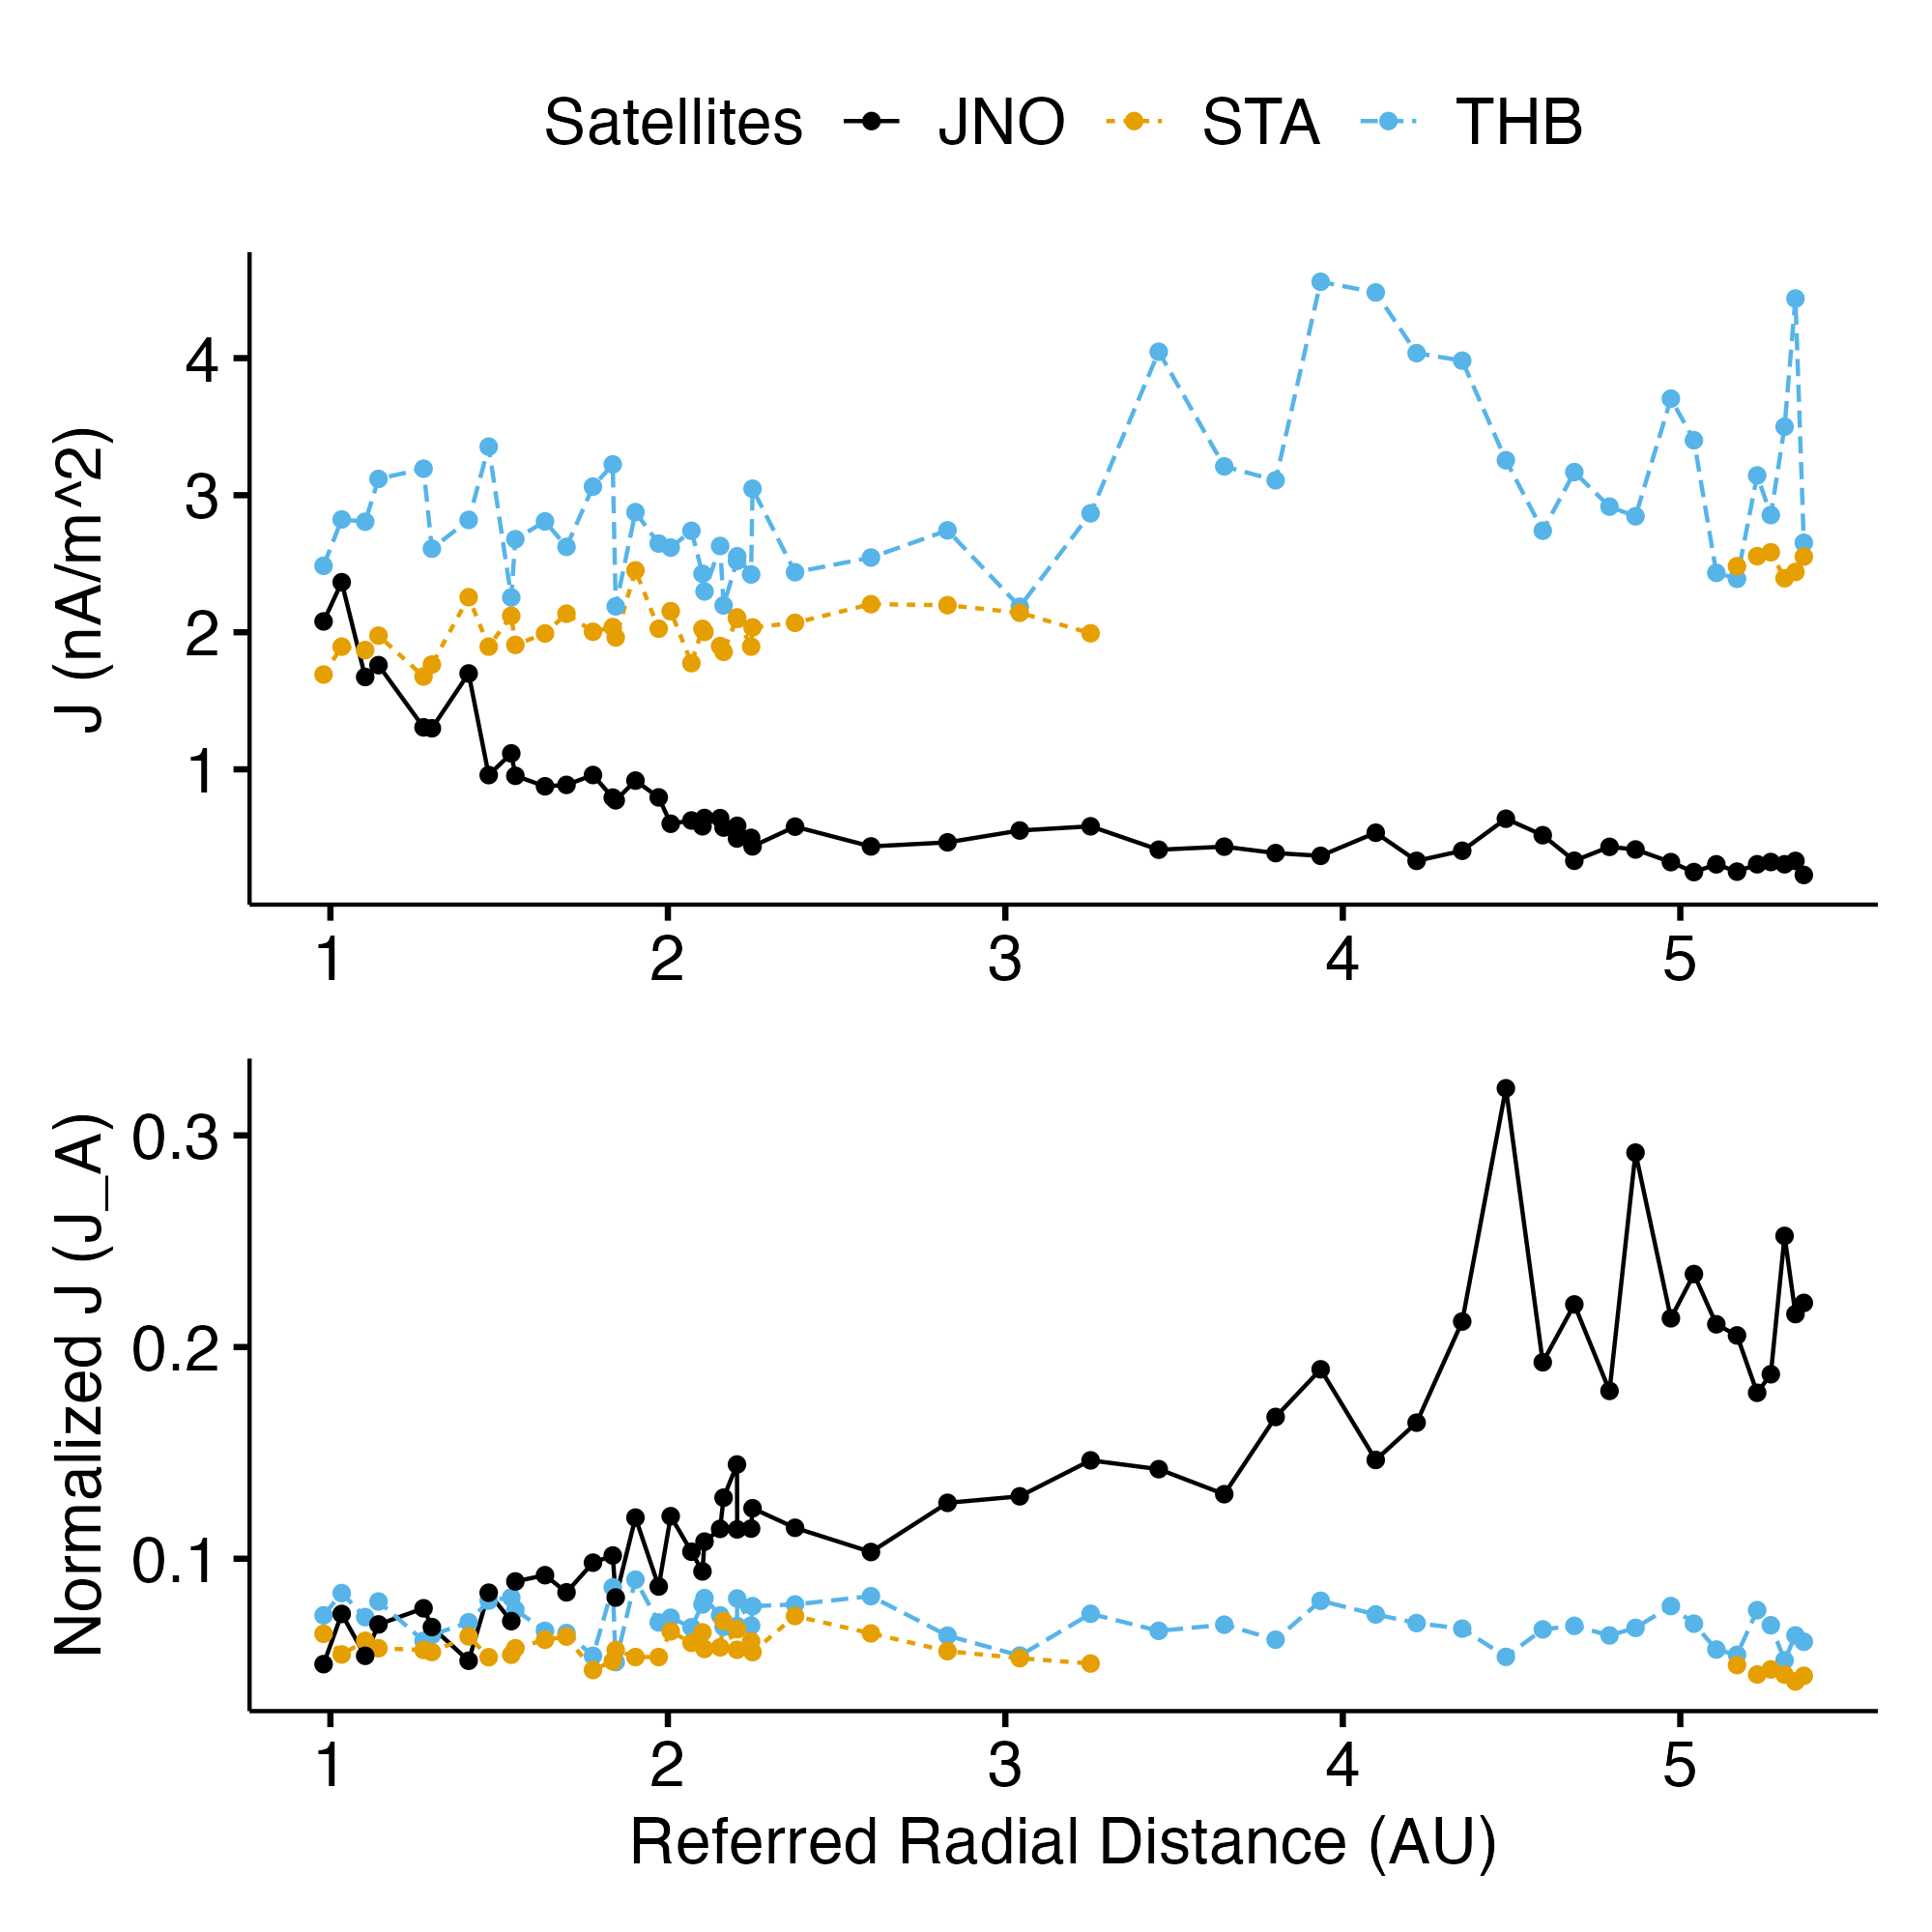 Satellites JNO STA THB
J (nA/m^2)
4
3
2
1
1 2 3 4 5
Normalized J (J_A)
0.3
0.2
0.1
1 2 3 4 5
Referred Radial Distance (AU)